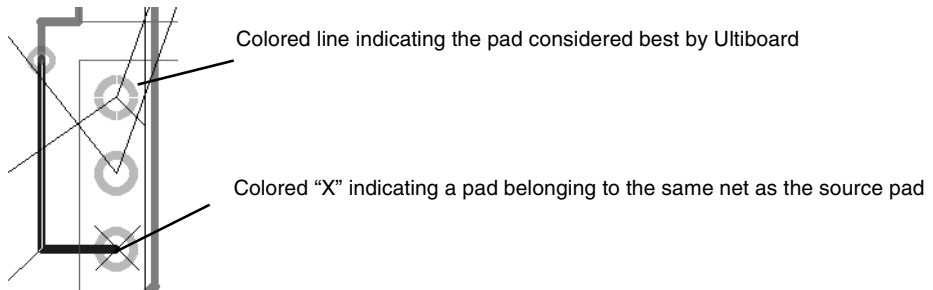 Colored line indicating the pad considered best by Ultiboard
Colored “X” indicating a pad belonging to the same net as the source pad